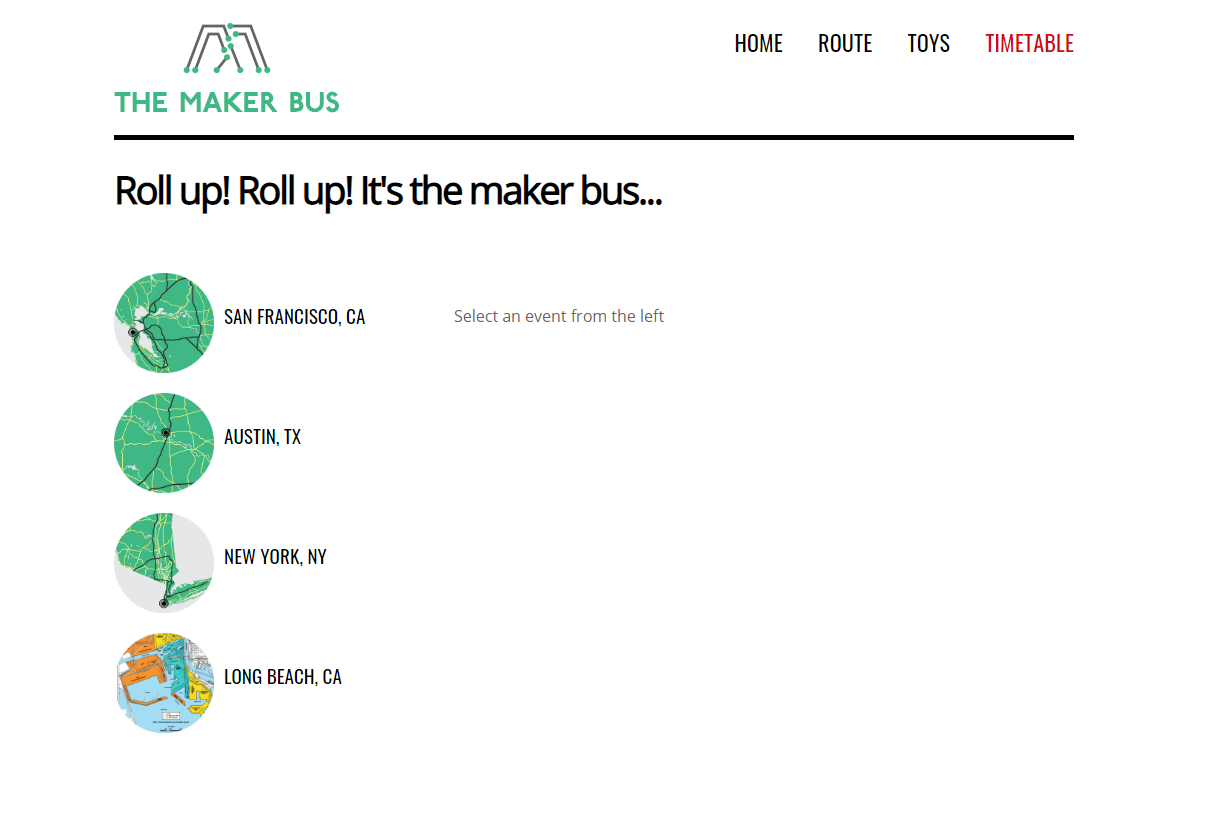 THE MAKER BUS
HOME ROUTE TOYS TIMETABLE
Roll up! Roll up! It's the maker bus...
SAN FRANCISCO, CA
Select an event from the left
AUSTIN, TX
NEW YORK, NY
LONG BEACH, CA